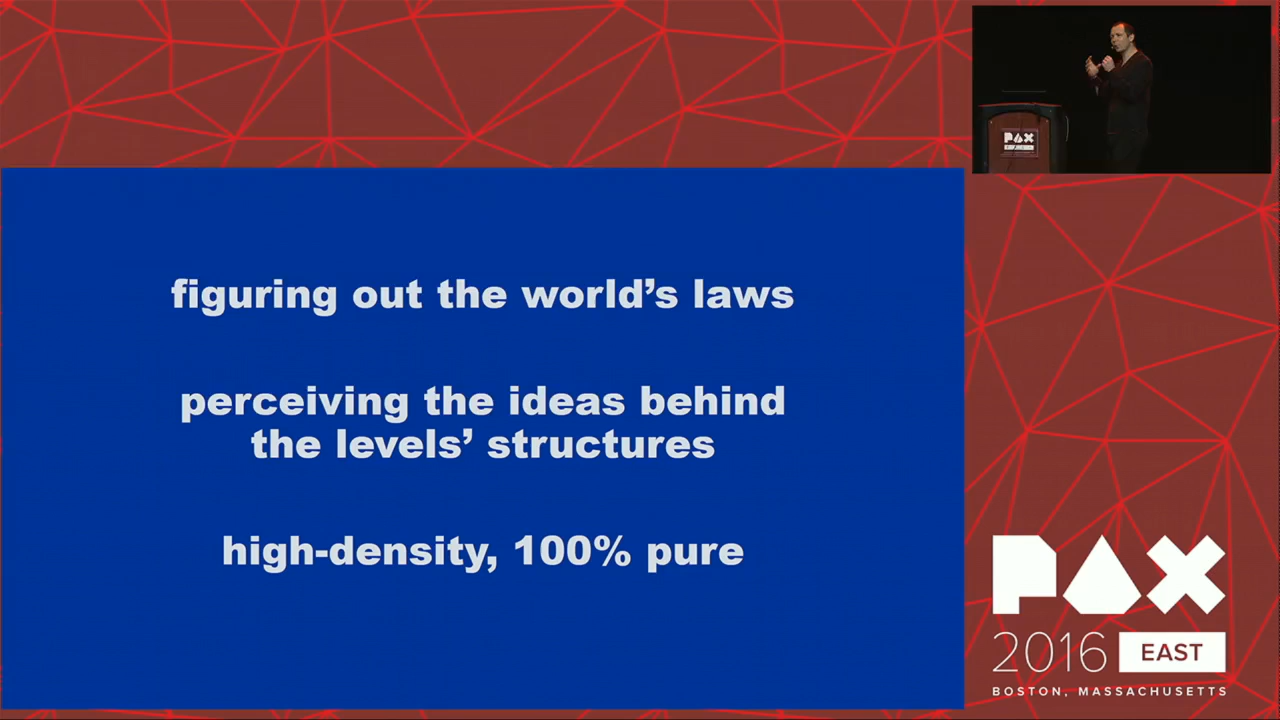 figuring out the world's laws
perceiving the ideas behind
the levels' structures
high-density, 100% pure
PAX
PAX
2016 EAST
BOSTON, MASSACHUSETTS